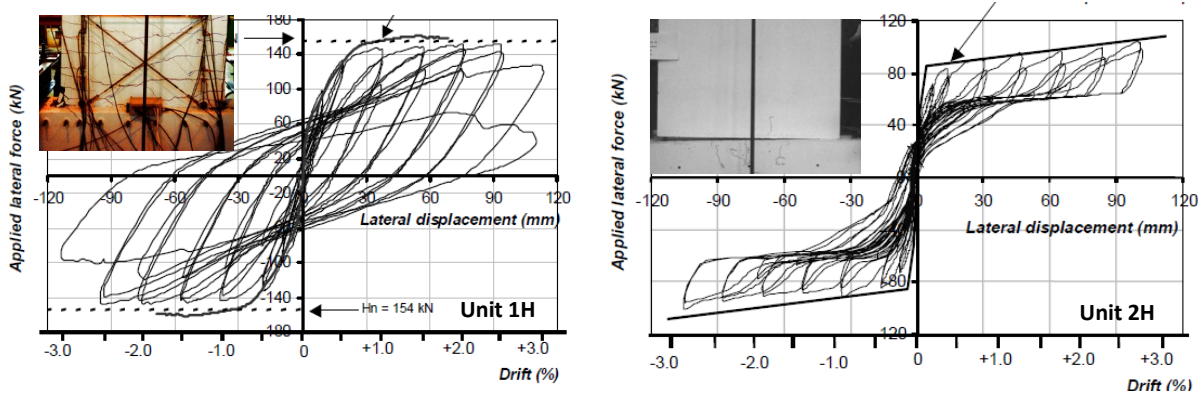 180
140
100
60
20
-20
-140
180
Applied lateral force (kN)
-120 -90 -60 -30 0 30 60 90 120
Lateral displacement (mm)
Hn = 154 kN
Unit 1H
-3.0 -2.0 -1.0 0 +1.0 +2.0 +3.0
Drift (%)
120
80
40
0
-80
120
Applied lateral force (kN)
-120 -90 -60 -30 0 30 60 90 120
Lateral displacement (mm)
Unit 2H
-3.0 -2.0 -1.0 0 +1.0 +2.0 +3.0
Drift (%)